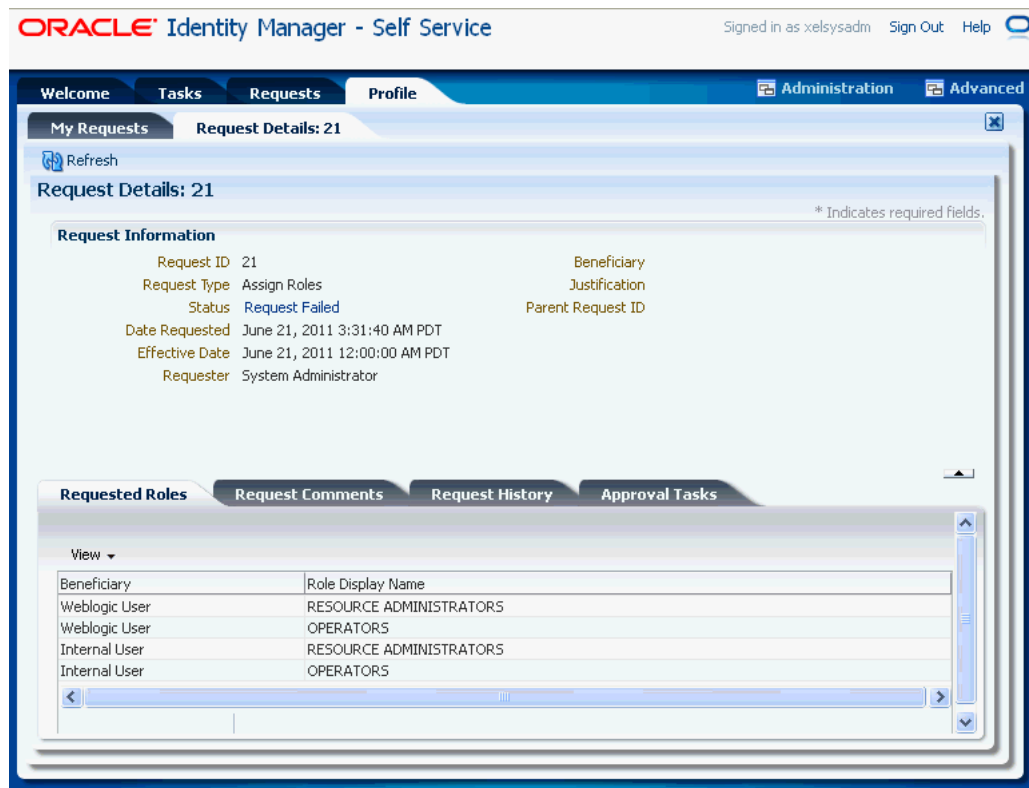 ORACLE Identity Manager - Self Service Signed in as xelsysadm Sign Out Help
Welcome Tasks Requests Profile Administration Advanced
My Requests Request Details: 21
Refresh
Request Details: 21
* Indicates required fields.
Request Information
Request ID 21 Beneficiary
Request Type Assign Roles Justification
Status Request Failed Parent Request ID
Date Requested June 21, 2011 3:31:40 AM PDT
Effective Date June 21, 2011 12:00:00 AM PDT
Requester System Administrator
Requested Roles Request Comments Request History Approval Tasks
View
Beneficiary Role Display Name
Weblogic User RESOURCE ADMINISTRATORS
Weblogic User OPERATORS
Internal User RESOURCE ADMINISTRATORS
Internal User OPERATORS